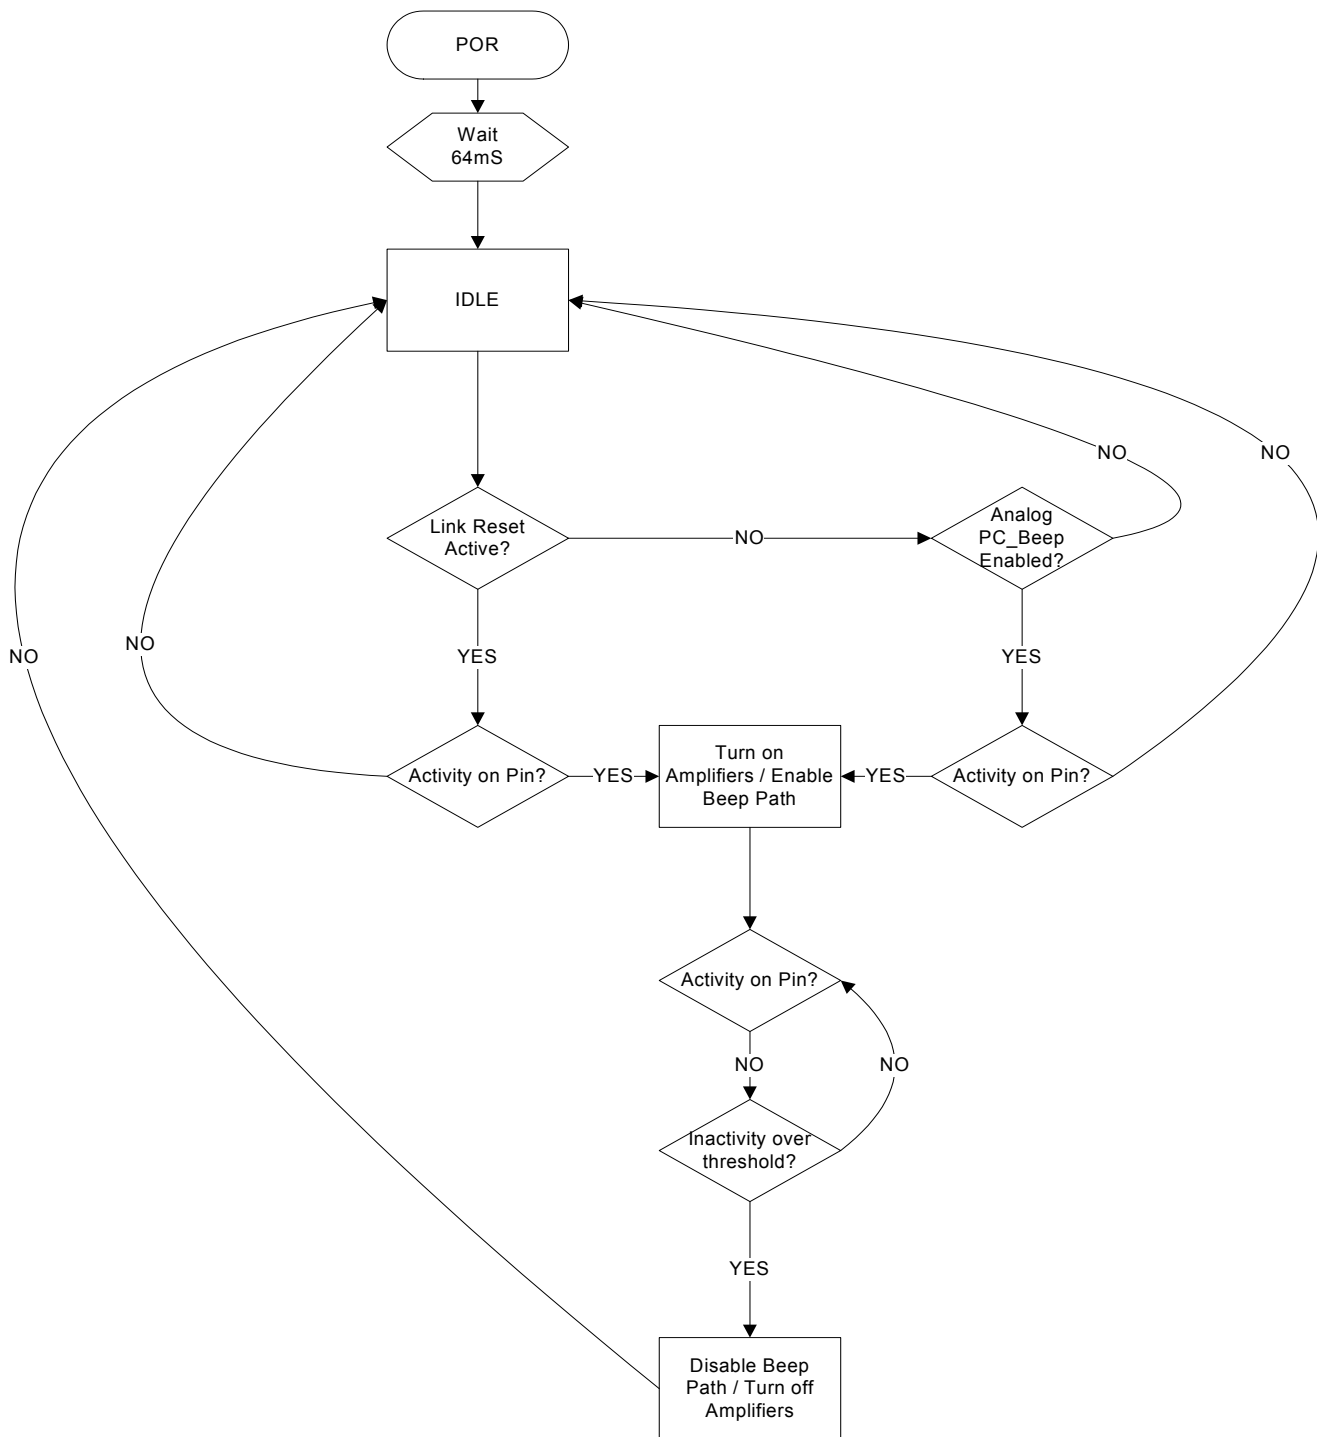 POR
Wait
64mS
IDLE
NO
NO
Link Reset
Active?
NO
Analog
PC_Beep
Enabled?
NO
NO
YES
YES
Activity on Pin?
YES
Turn on
Amplifiers / Enable
Beep Path
YES
Activity on Pin?
Activity on Pin?
NO
NO
Inactivity over
threshold?
YES
Disable Beep
Path / Turn off
Amplifiers